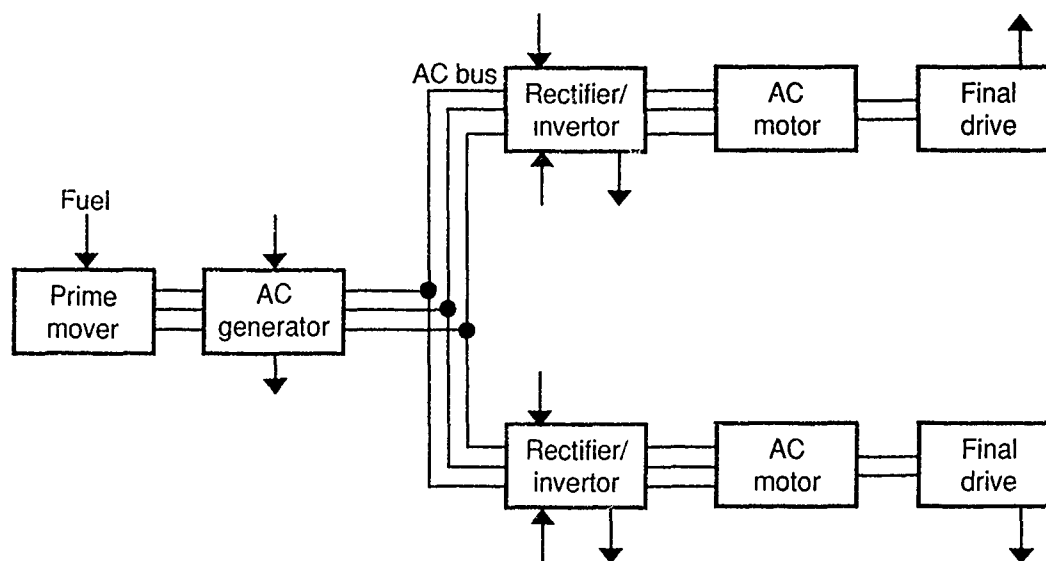 AC bus
Rectifier/
invertor
AC
motor
Final
drive
Fuel
Prime
mover
AC
generator
Rectifier/
invertor
AC
motor
Final
drive